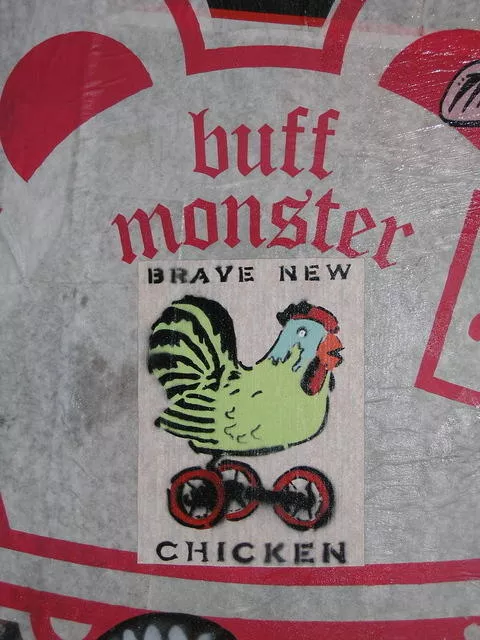 buff
monster
BRAVE NEW
CHICKEN